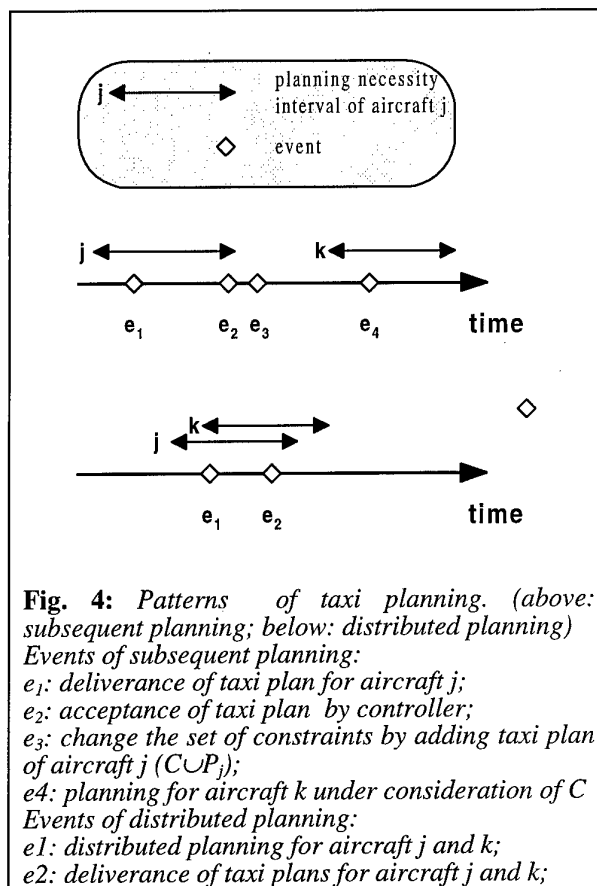 j planning necessity
interval of aircraft j
event
j k
e₁ e₂ e₃ e₄ time
k
j
e₁ e₂ time
Fig. 4: Patterns of taxi planning. (above:
subsequent planning; below: distributed planning)
Events of subsequent planning:
e₁: deliverance of taxi plan for aircraft j;
e₂: acceptance of taxi plan by controller;
e₃: change the set of constraints by adding taxi plan
of aircraft j (C∪Pⱼ);
e4: planning for aircraft k under consideration of C
Events of distributed planning:
e1: distributed planning for aircraft j and k;
e2: deliverance of taxi plans for aircraft j and k;